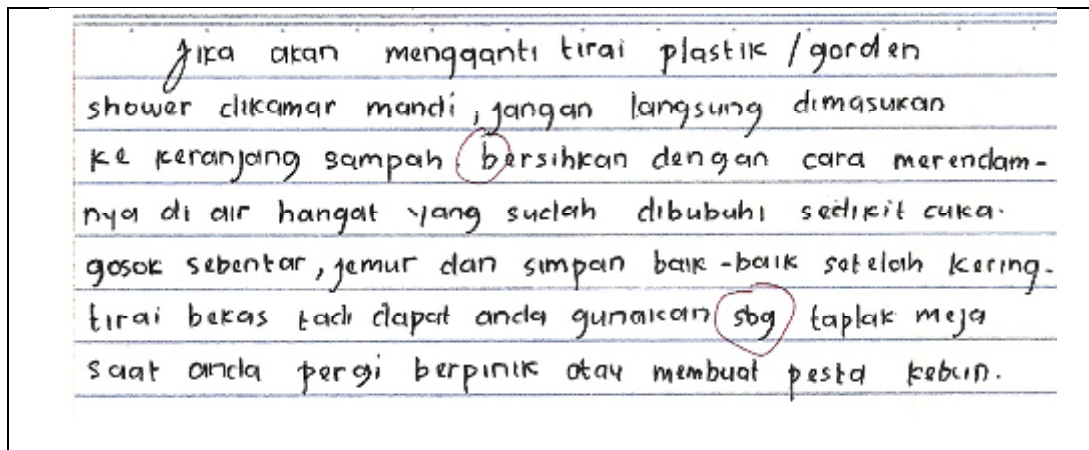 Jika akan mengganti tirai plastik / gorden
shower dikamar mandi, jangan langsung dimasukan
ke keranjang sampah. bersihkan dengan cara merendam-
nya di air hangat yang sudah dibubuhi sedikit cuka.
gosok sebentar, jemur dan simpan baik-baik setelah kering.
tirai bekas tadi dapat anda gunakan sbg taplak meja
saat anda pergi berpinik atau membuat pesta kebun.